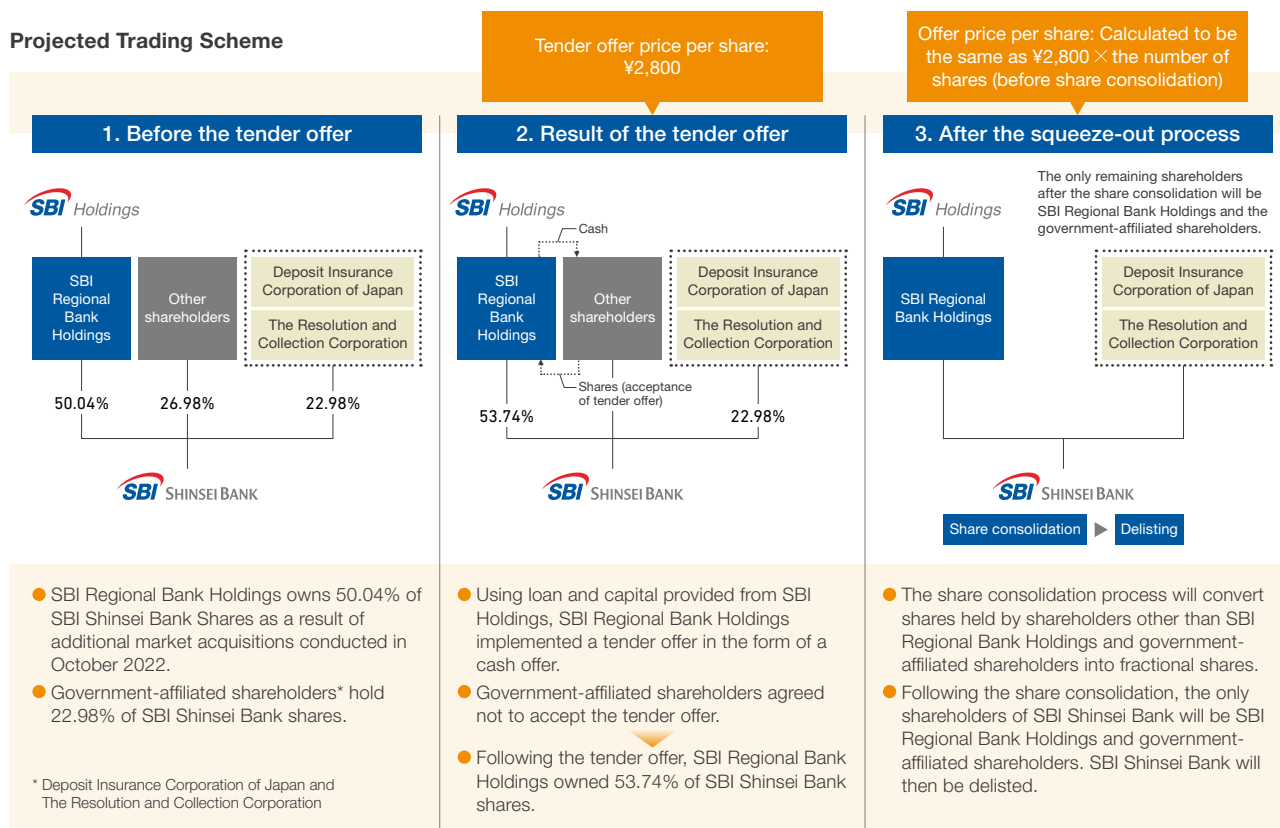 Projected Trading Scheme
Tender offer price per share:
¥2,800
Offer price per share: Calculated to be
the same as ¥2,800 × the number of
shares (before share consolidation)
1. Before the tender offer
SBI Holdings
SBI
Regional
Bank
Holdings
Other
shareholders
Deposit Insurance
Corporation of Japan
The Resolution and
Collection Corporation
50.04%
26.98%
22.98%
SBI SHINSEI BANK
● SBI Regional Bank Holdings owns 50.04% of
SBI Shinsei Bank Shares as a result of
additional market acquisitions conducted in
October 2022.
● Government-affiliated shareholders* hold
22.98% of SBI Shinsei Bank shares.
* Deposit Insurance Corporation of Japan and
The Resolution and Collection Corporation
2. Result of the tender offer
SBI Holdings
Cash
SBI
Regional
Bank
Holdings
Other
shareholders
Deposit Insurance
Corporation of Japan
The Resolution and
Collection Corporation
Shares (acceptance
of tender offer)
53.74%
22.98%
SBI SHINSEI BANK
● Using loan and capital provided from SBI
Holdings, SBI Regional Bank Holdings
implemented a tender offer in the form of a
cash offer.
● Government-affiliated shareholders agreed
not to accept the tender offer.
● Following the tender offer, SBI Regional Bank
Holdings owned 53.74% of SBI Shinsei Bank
shares.
3. After the squeeze-out process
The only remaining shareholders
after the share consolidation will be
SBI Regional Bank Holdings and the
government-affiliated shareholders.
SBI Holdings
SBI Regional
Bank Holdings
Deposit Insurance
Corporation of Japan
The Resolution and
Collection Corporation
SBI SHINSEI BANK
Share consolidation ▶ Delisting
● The share consolidation process will convert
shares held by shareholders other than SBI
Regional Bank Holdings and government-
affiliated shareholders into fractional shares.
● Following the share consolidation, the only
shareholders of SBI Shinsei Bank will be SBI
Regional Bank Holdings and government-
affiliated shareholders. SBI Shinsei Bank will
then be delisted.